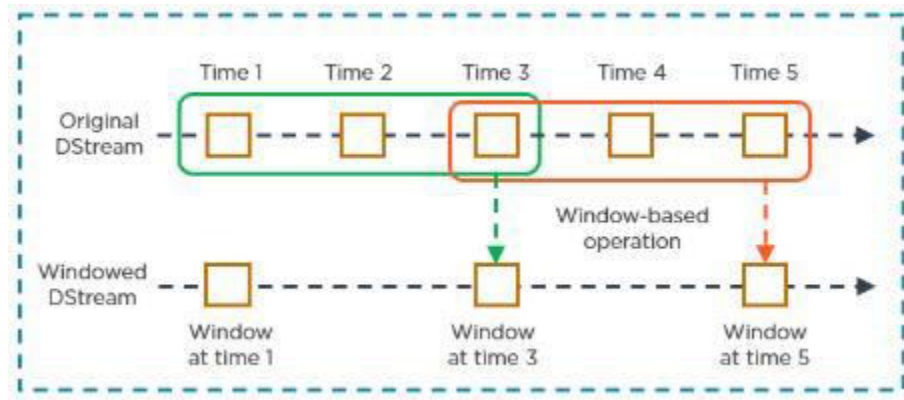 Time 1 Time 2 Time 3 Time 4 Time 5
Original
DStream
Window-based
operation
Windowed
DStream
Window
at time 1
Window
at time 3
Window
at time 5